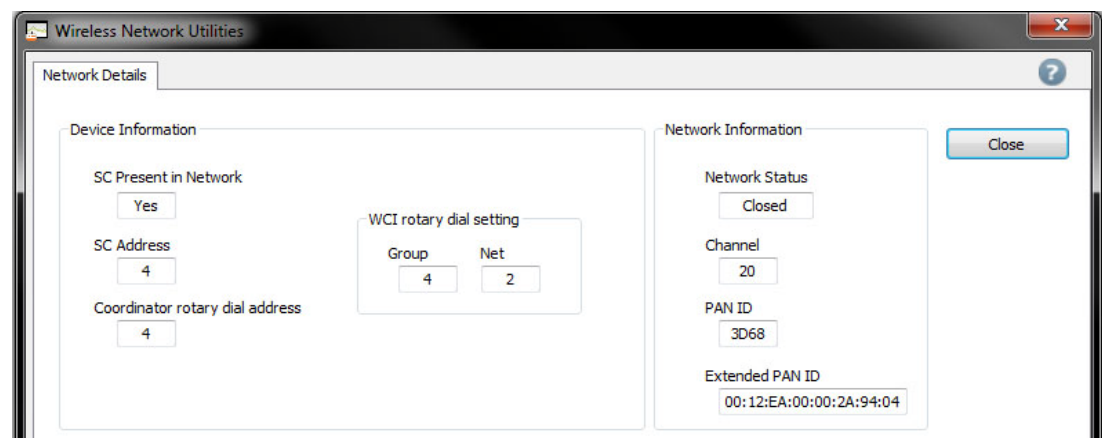 Wireless Network Utilities
Network Details
Device Information
SC Present in Network
Yes
SC Address
4
Coordinator rotary dial address
4
WCI rotary dial setting
Group Net
4 2
Network Information
Network Status
Closed
Channel
20
PAN ID
3D68
Extended PAN ID
00:12:EA:00:00:2A:94:04
Close